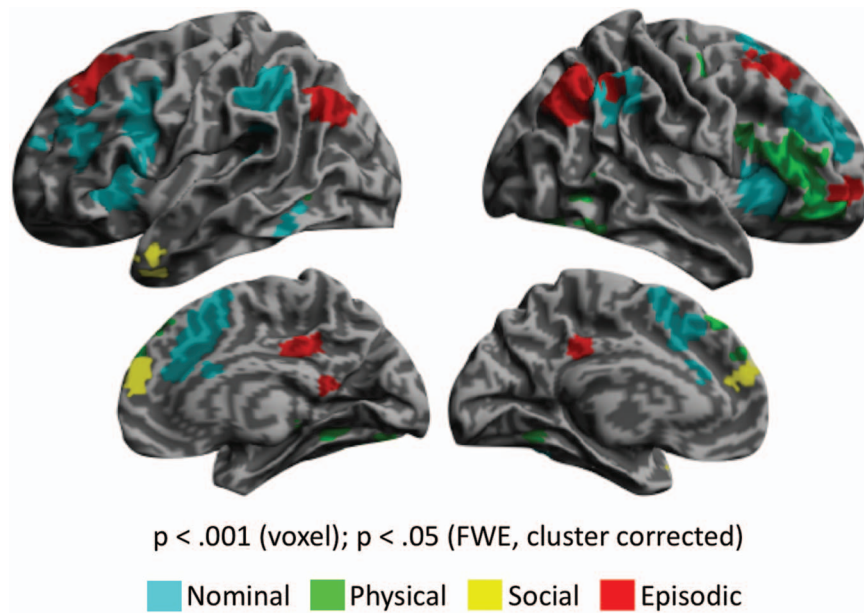 p < .001 (voxel); p < .05 (FWE, cluster corrected)
Nominal Physical Social Episodic